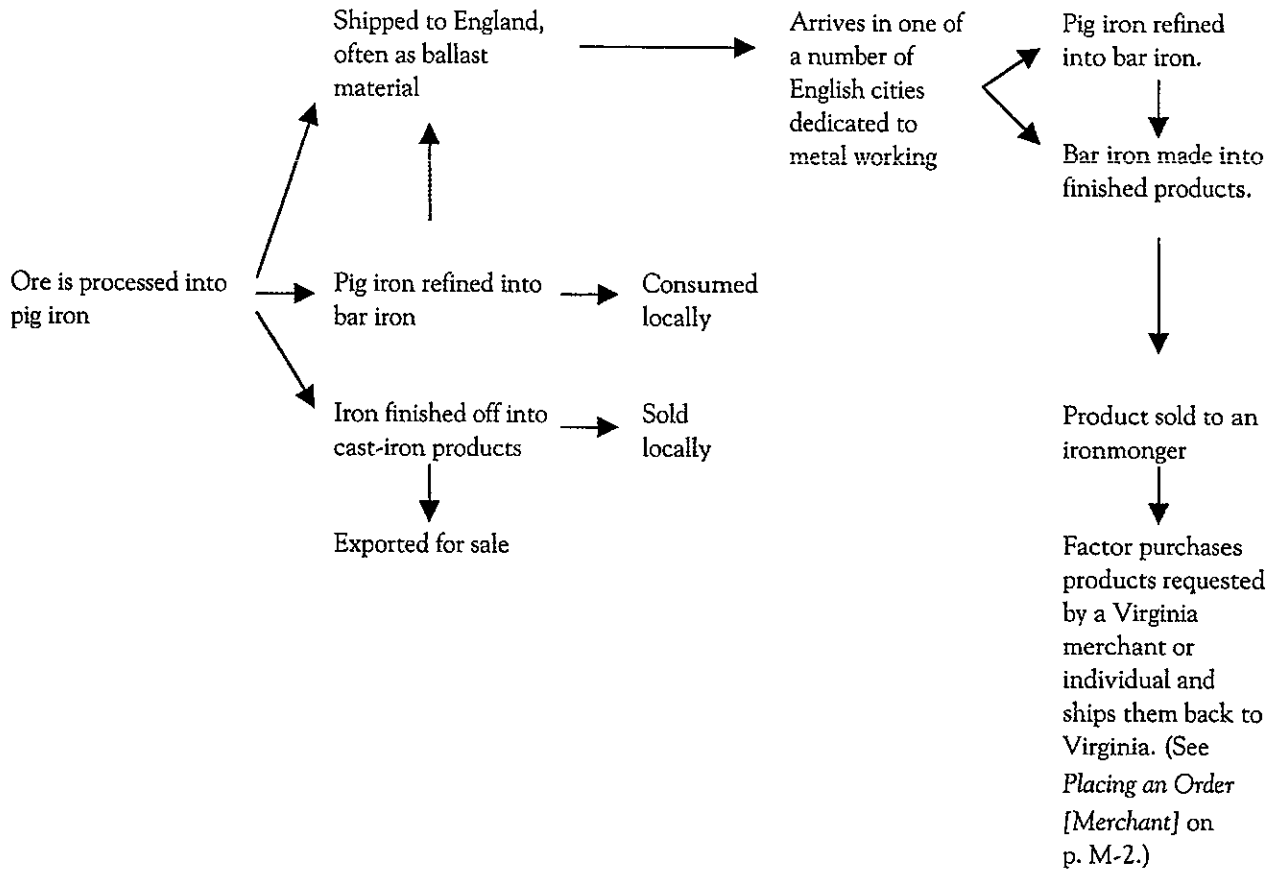 Shipped to England,
often as ballast
material
Arrives in one of
a number of
English cities
dedicated to
metal working
Pig iron refined
into bar iron.
Bar iron made into
finished products.
Ore is processed into
pig iron
Pig iron refined into
bar iron
Consumed
locally
Iron finished off into
cast-iron products
Sold
locally
Exported for sale
Product sold to an
ironmonger
Factor purchases
products requested
by a Virginia
merchant or
individual and
ships them back to
Virginia. (See
Placing an Order
[Merchant] on
p. M-2.)